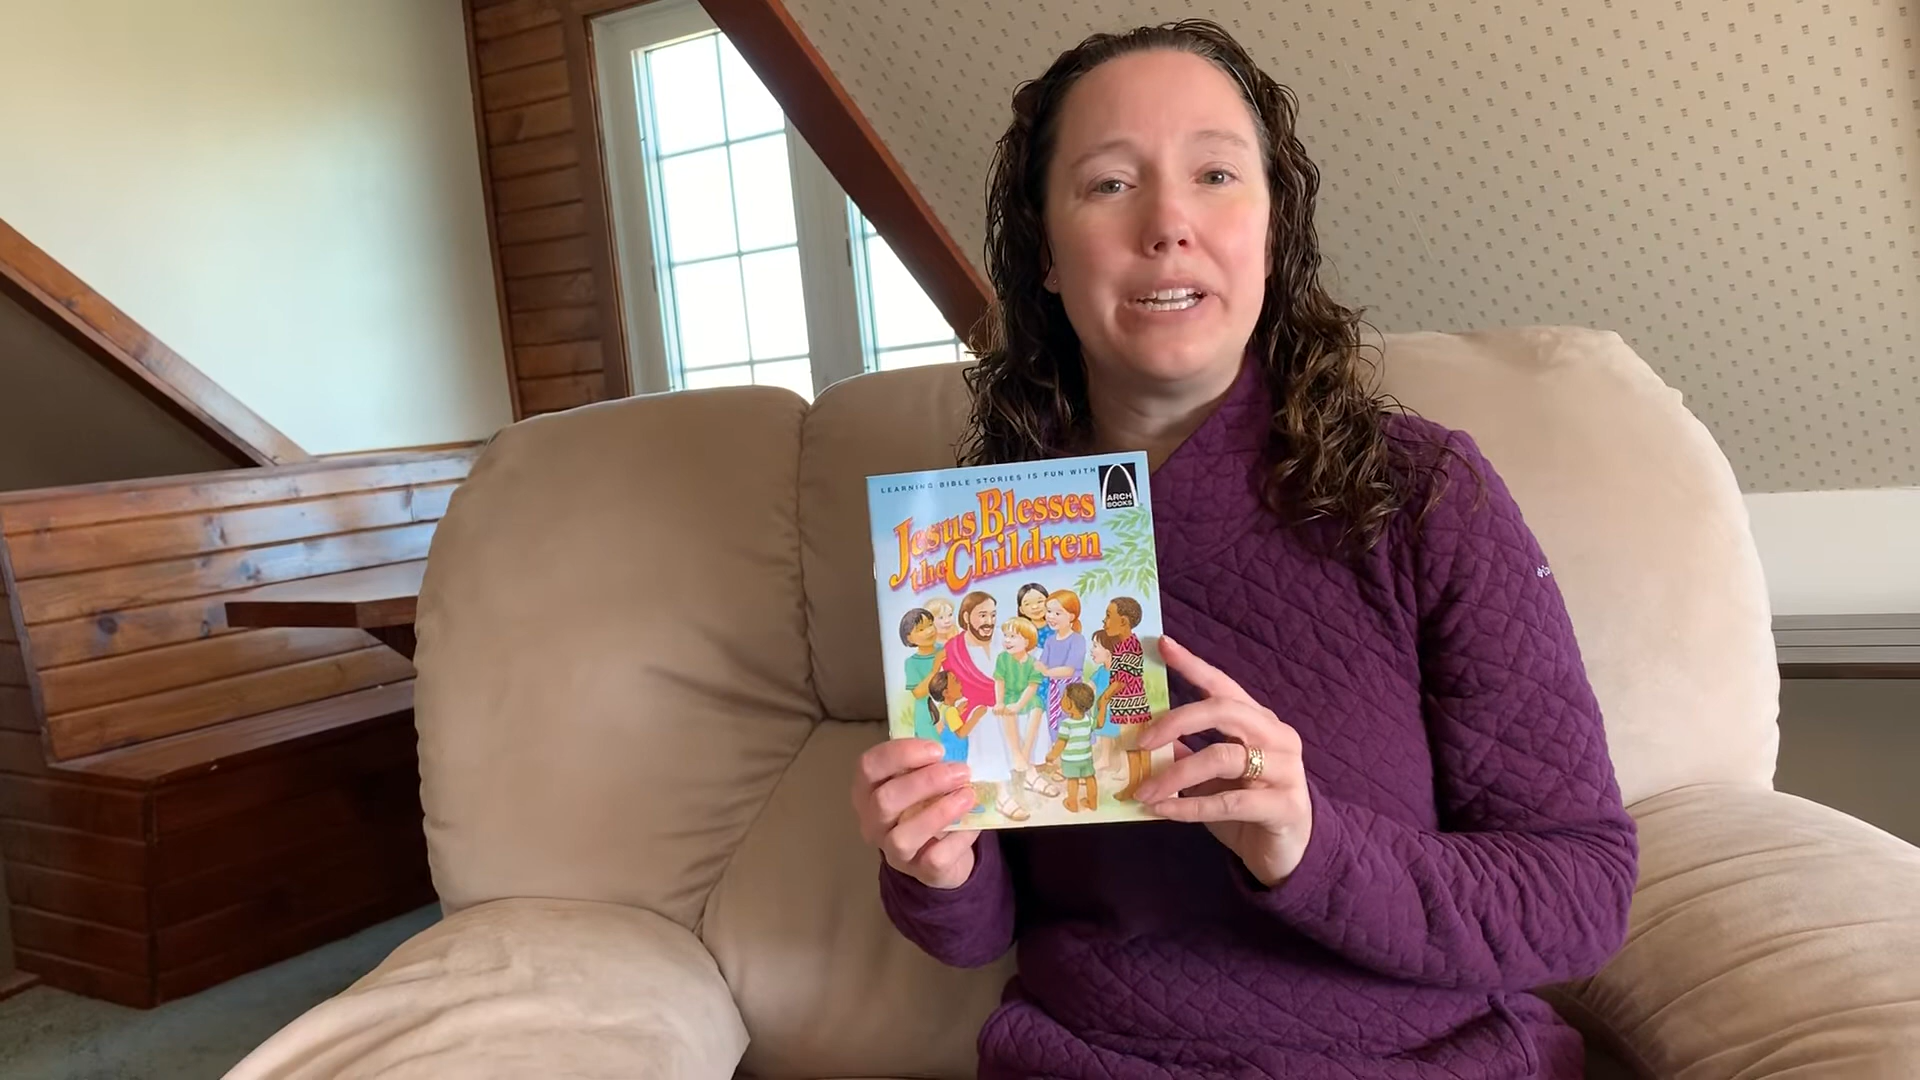 LEARNING BIBLE STORIES IS FUN WITH
ARCH
BOOKS
Jesus Blesses
the Children